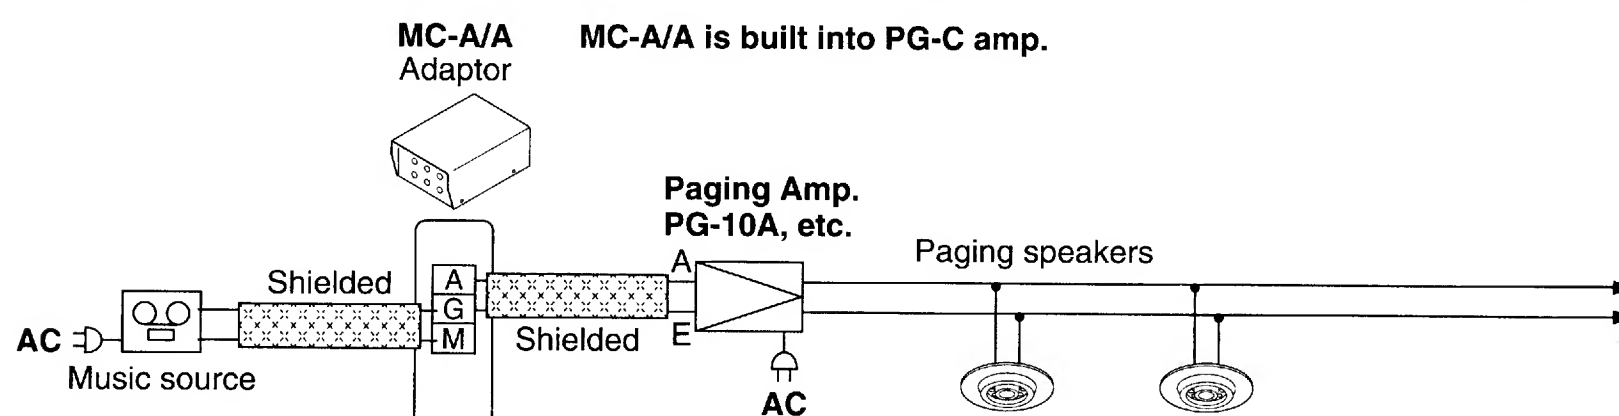 MC-A/A MC-A/A is built into PG-C amp.
Adaptor
Paging Amp.
PG-10A, etc.
Paging speakers
Shielded
A
G
M
A
E
Shielded
AC
Music source
AC